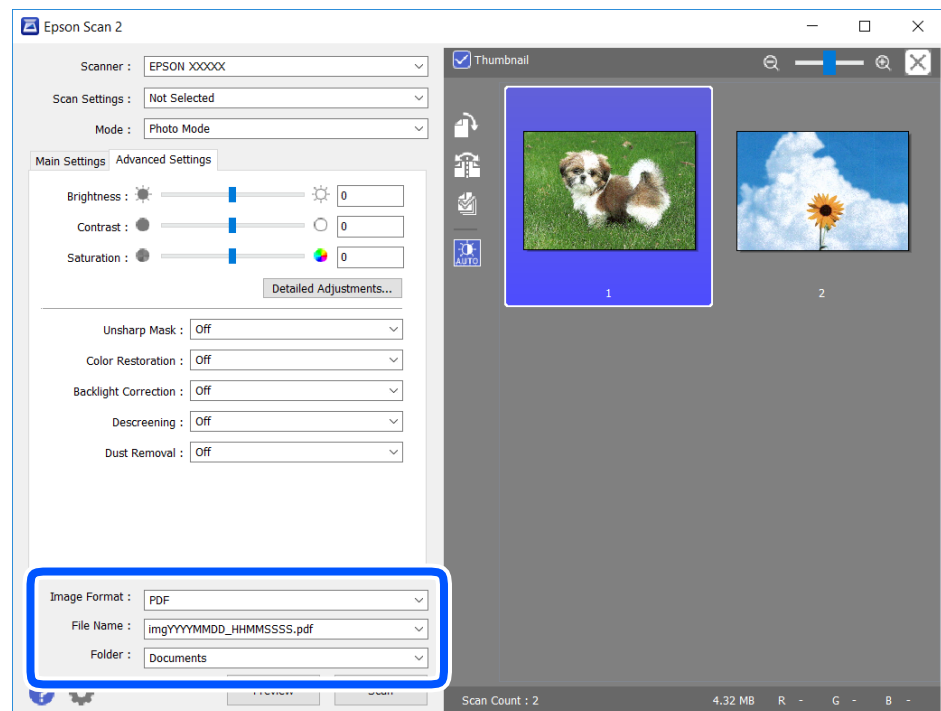 Epson Scan 2
Scanner : EPSON XXXXX
Scan Settings : Not Selected
Mode : Photo Mode
Main Settings Advanced Settings
Brightness : 0
Contrast : 0
Saturation : 0
Detailed Adjustments...
Unsharp Mask : Off
Color Restoration : Off
Backlight Correction : Off
Descreening : Off
Dust Removal : Off
Image Format : PDF
File Name : imgYYYYMMDD_HHMMSSSS.pdf
Folder : Documents
Preview Scan
Thumbnail
AUTO
1 2
Scan Count : 2 4.32 MB R - G - B -